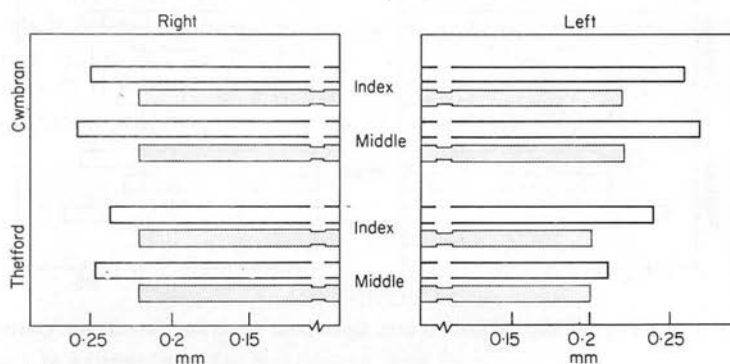 Right Left
Cwmbran
Index
Middle
Thetford
Index
Middle
0·25 0·2 0·15 0·15 0·2 0·25
mm mm